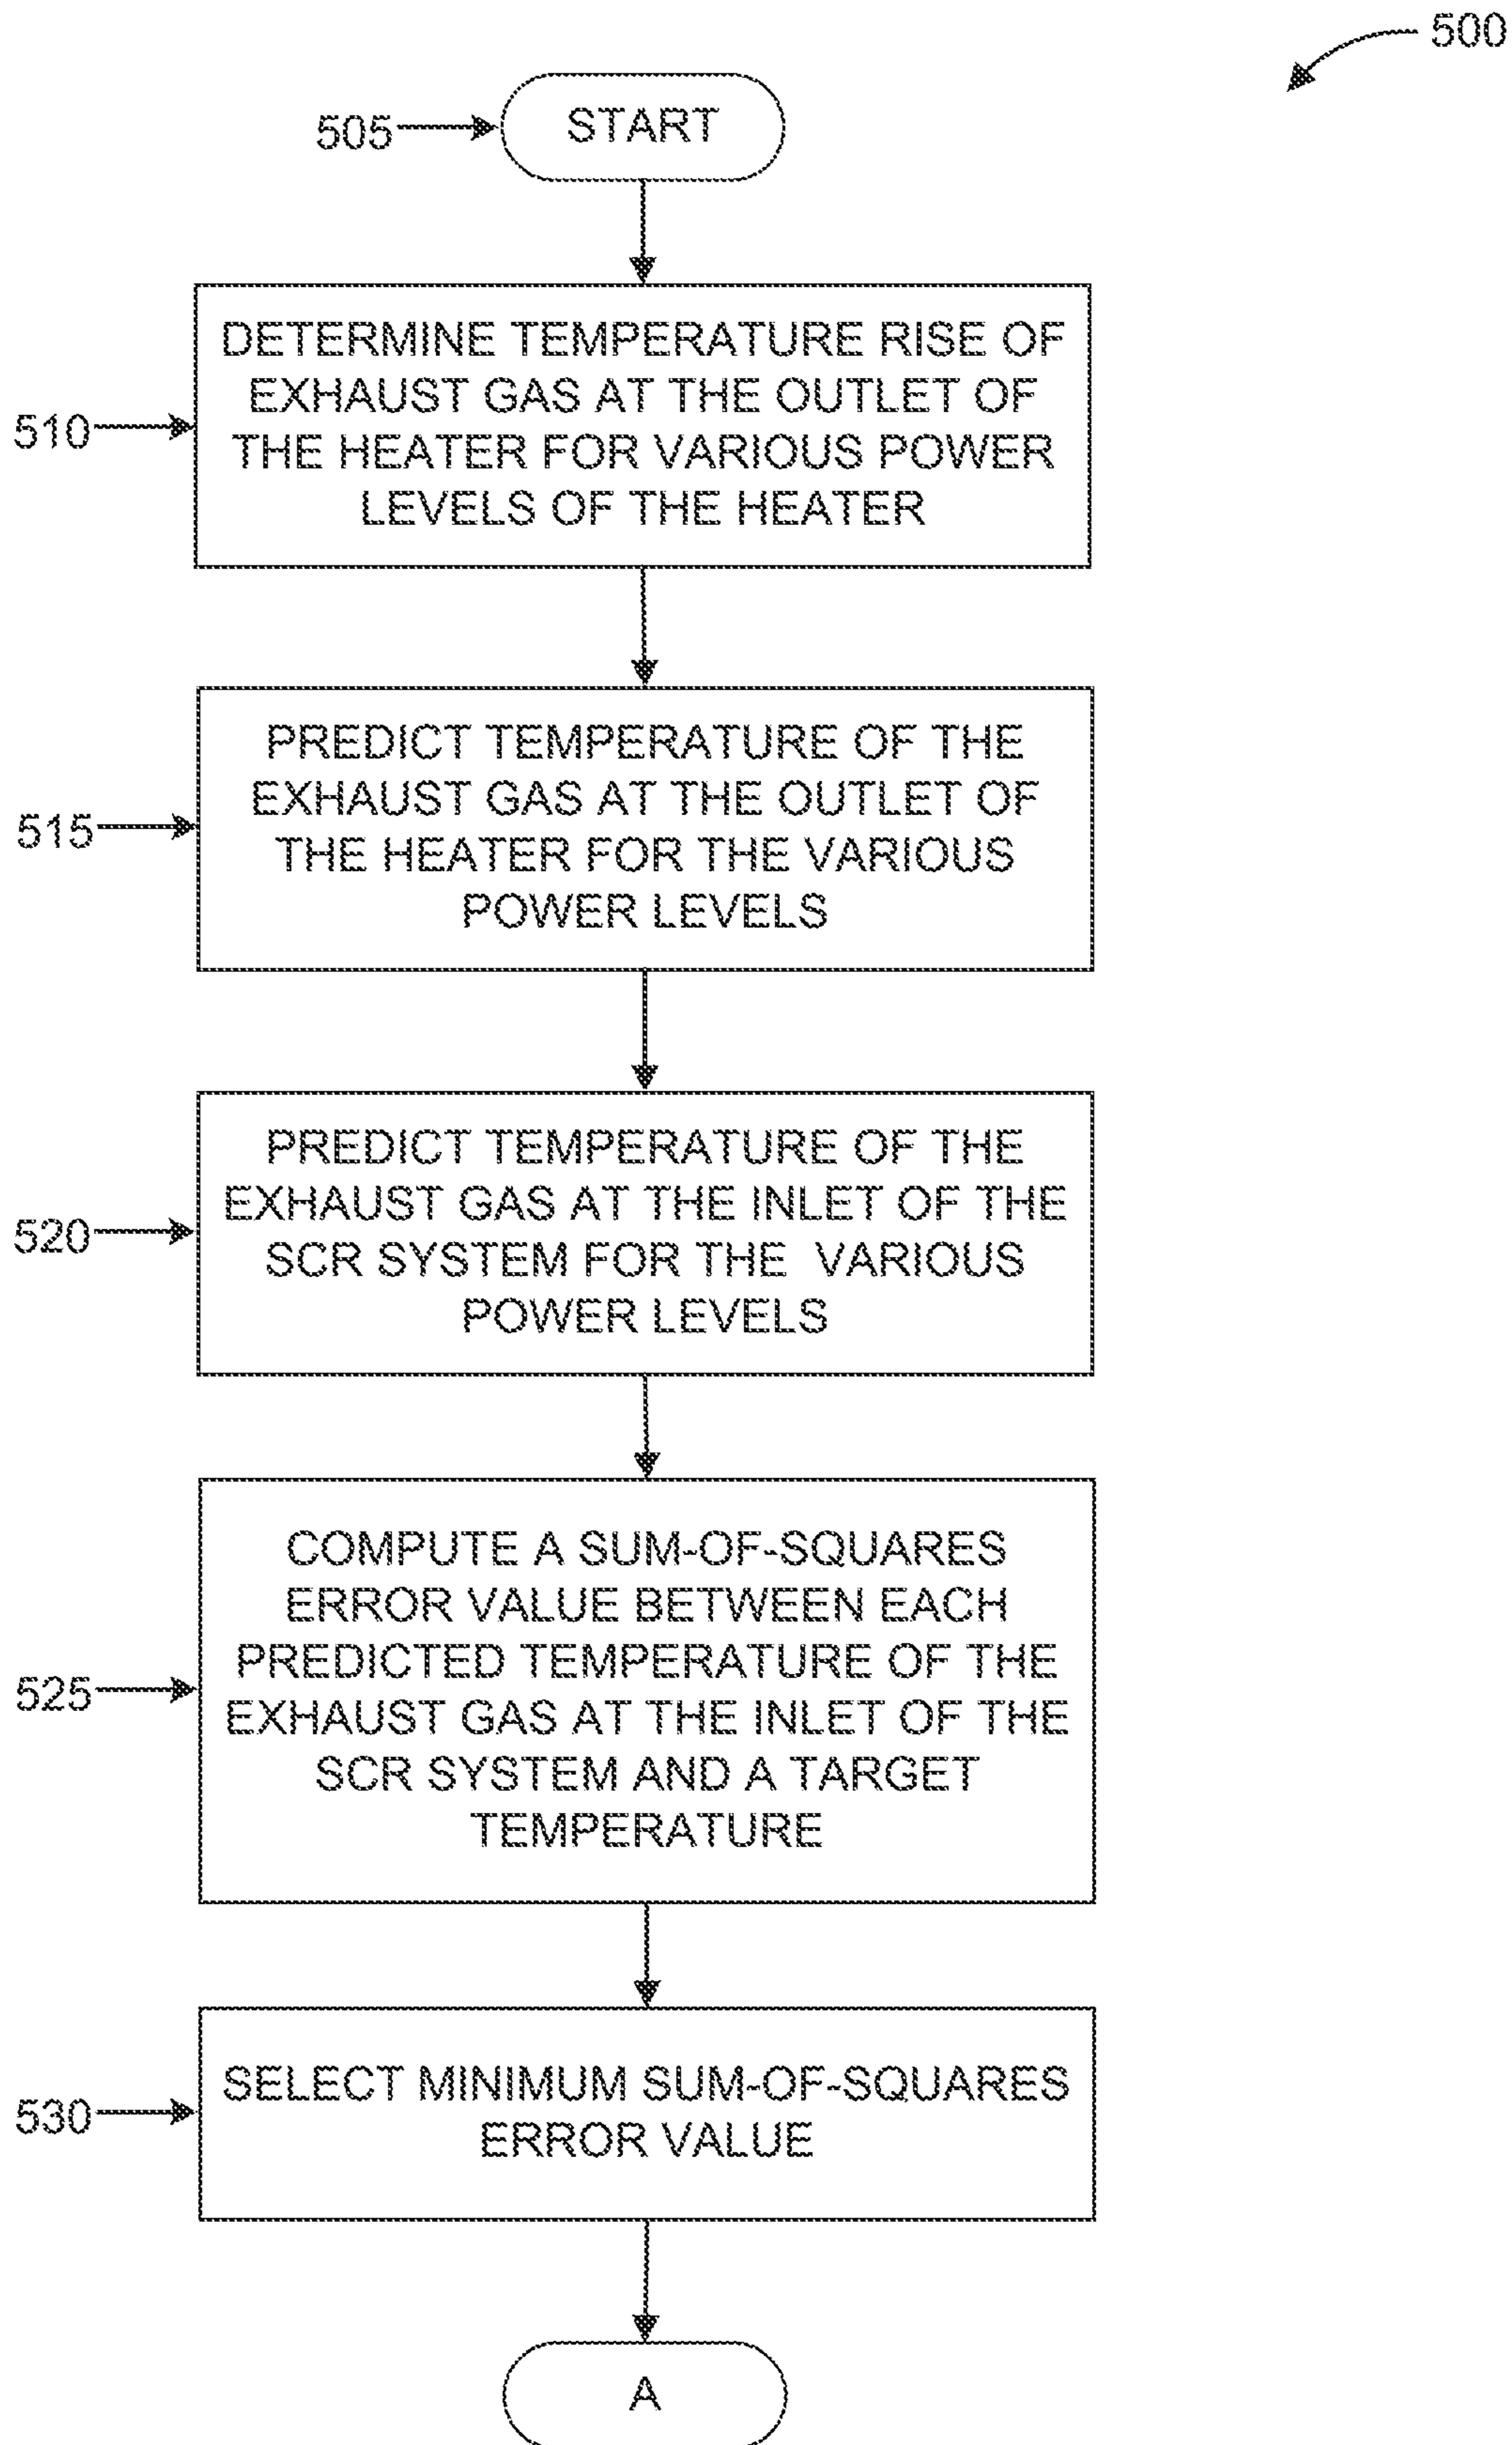 500
505
START
510
DETERMINE TEMPERATURE RISE OF
EXHAUST GAS AT THE OUTLET OF
THE HEATER FOR VARIOUS POWER
LEVELS OF THE HEATER
515
PREDICT TEMPERATURE OF THE
EXHAUST GAS AT THE OUTLET OF
THE HEATER FOR THE VARIOUS
POWER LEVELS
520
PREDICT TEMPERATURE OF THE
EXHAUST GAS AT THE INLET OF THE
SCR SYSTEM FOR THE VARIOUS
POWER LEVELS
525
COMPUTE A SUM-OF-SQUARES
ERROR VALUE BETWEEN EACH
PREDICTED TEMPERATURE OF THE
EXHAUST GAS AT THE INLET OF THE
SCR SYSTEM AND A TARGET
TEMPERATURE
530
SELECT MINIMUM SUM-OF-SQUARES
ERROR VALUE
A